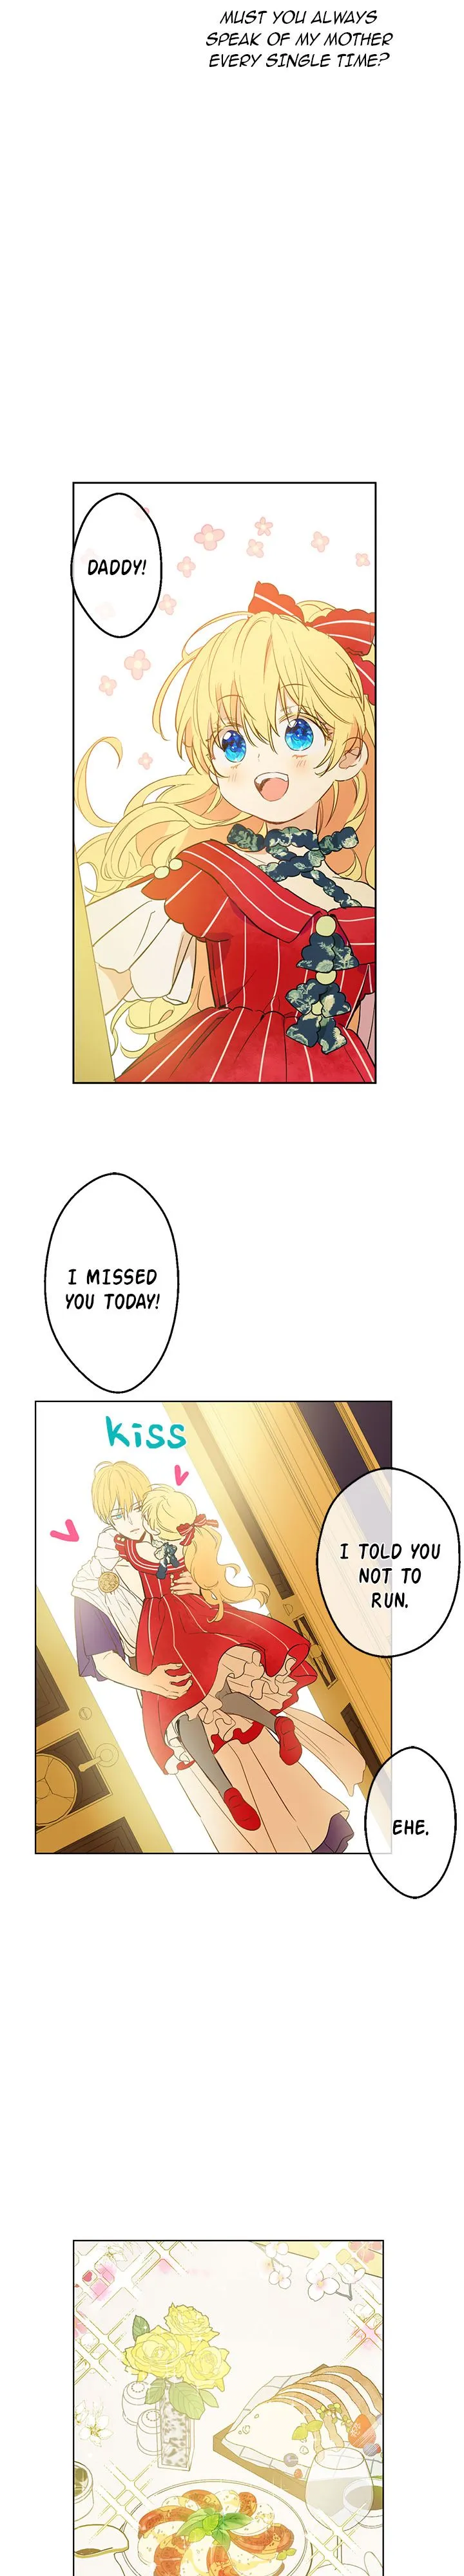 MUST YOU ALWAYS
SPEAK OF MY MOTHER
EVERY SINGLE TIME?
DADDY!
I MISSED
YOU TODAY!
kiss
I TOLD YOU
NOT TO
RUN.
EHE.